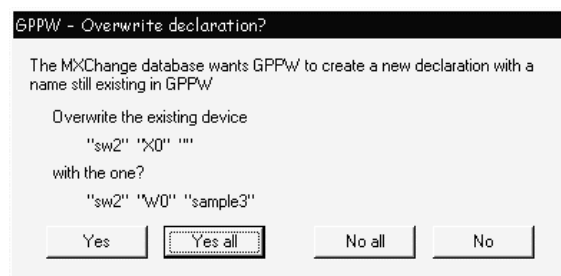 GPPW - Overwrite declaration?
The MXChange database wants GPPW to create a new declaration with a
name still existing in GPPW
Overwrite the existing device
"sw2" "X0" ""
with the one?
"sw2" "W0" "sample3"
Yes Yes all No all No